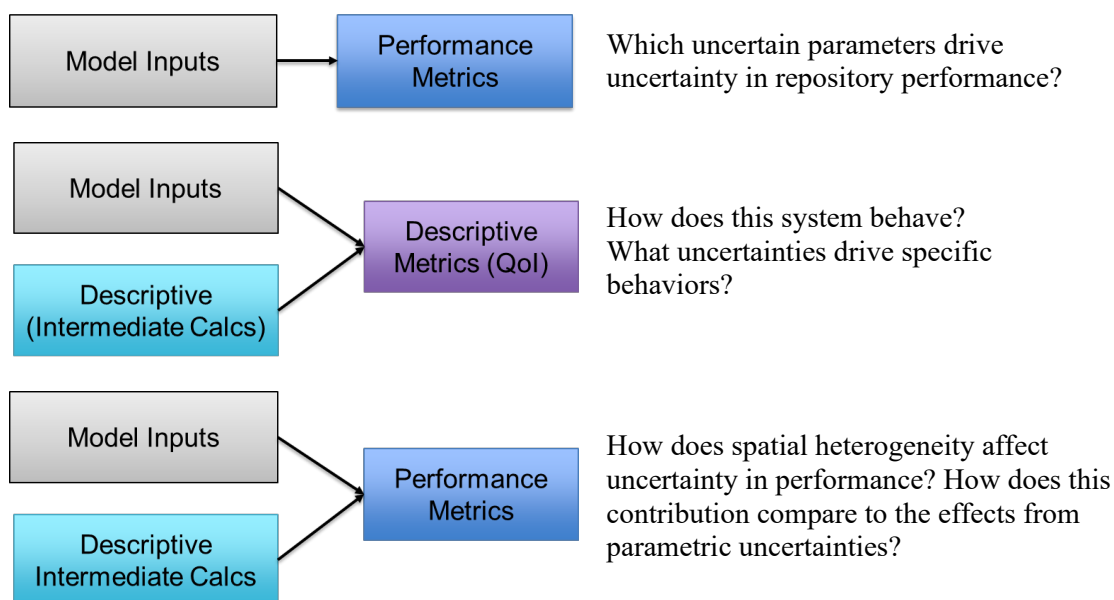 Model Inputs
Performance
Metrics
Which uncertain parameters drive
uncertainty in repository performance?
Model Inputs
Descriptive
(Intermediate Calcs)
Descriptive
Metrics (QoI)
How does this system behave?
What uncertainties drive specific
behaviors?
Model Inputs
Descriptive
Intermediate Calcs
Performance
Metrics
How does spatial heterogeneity affect
uncertainty in performance? How does this
contribution compare to the effects from
parametric uncertainties?